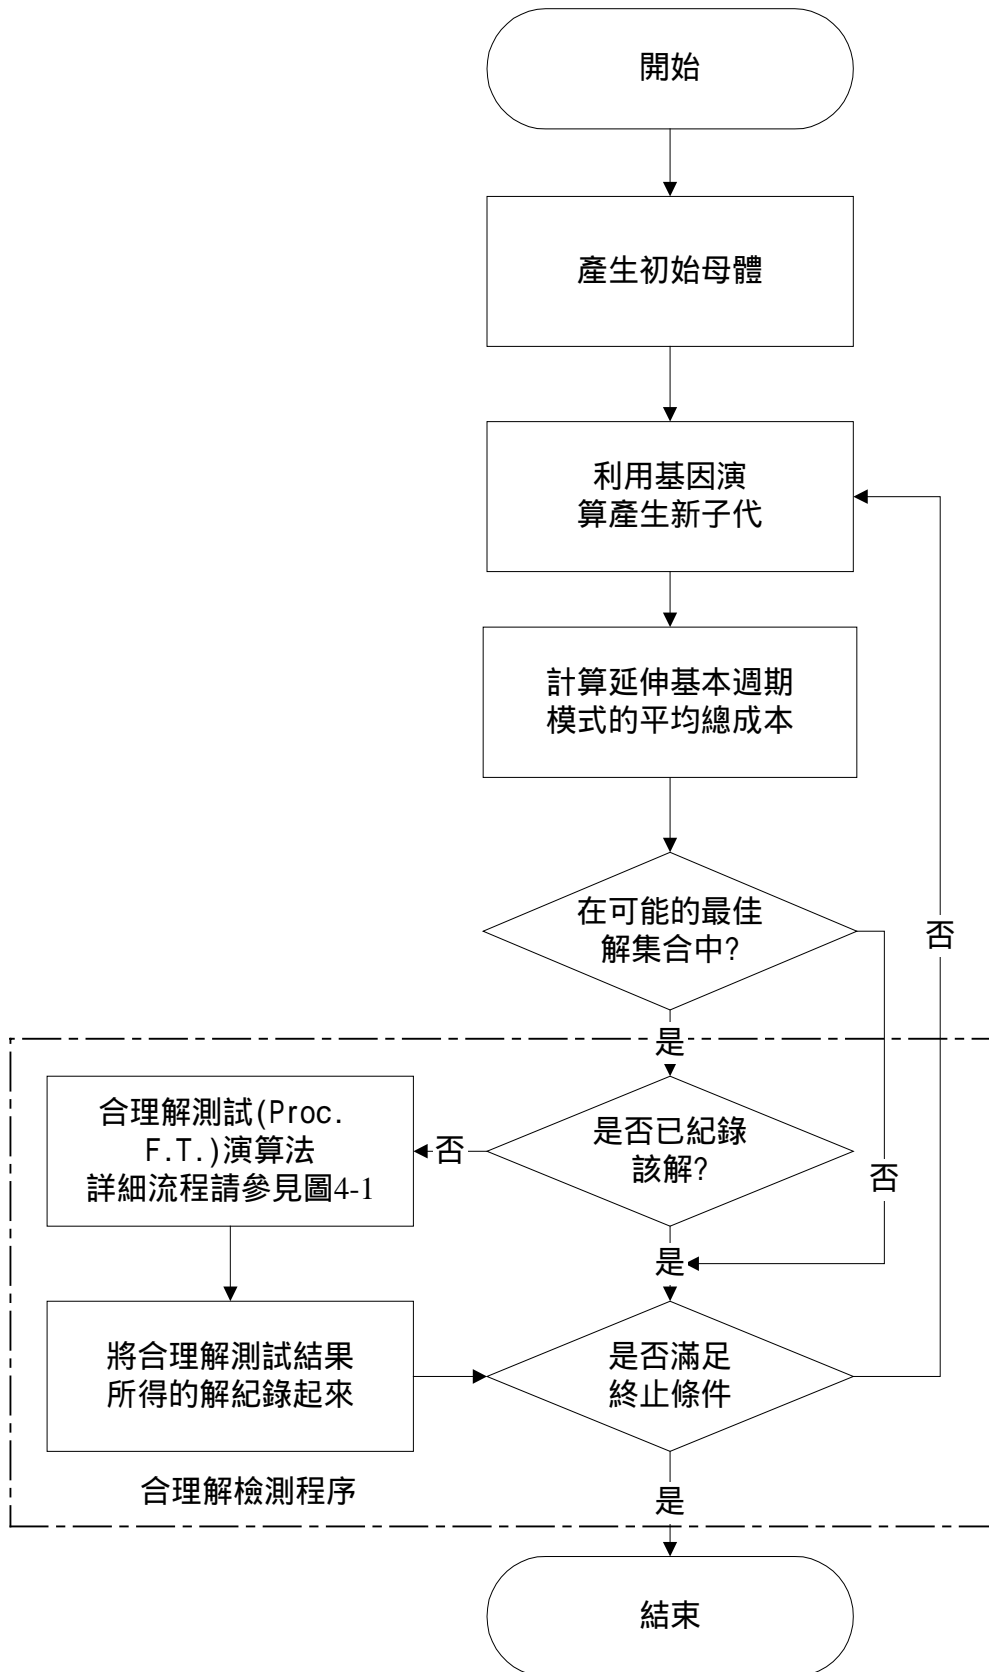 開始
產生初始母體
利用基因演
算產生新子代
計算延伸基本週期
模式的平均總成本
在可能的最佳
解集合中?
否
是
是否已紀錄
該解?
否
合理解測試(Proc.
F.T.)演算法
詳細流程請參見圖4-1
否
是
將合理解測試結果
所得的解紀錄起來
是否滿足
終止條件
合理解檢測程序
是
結束